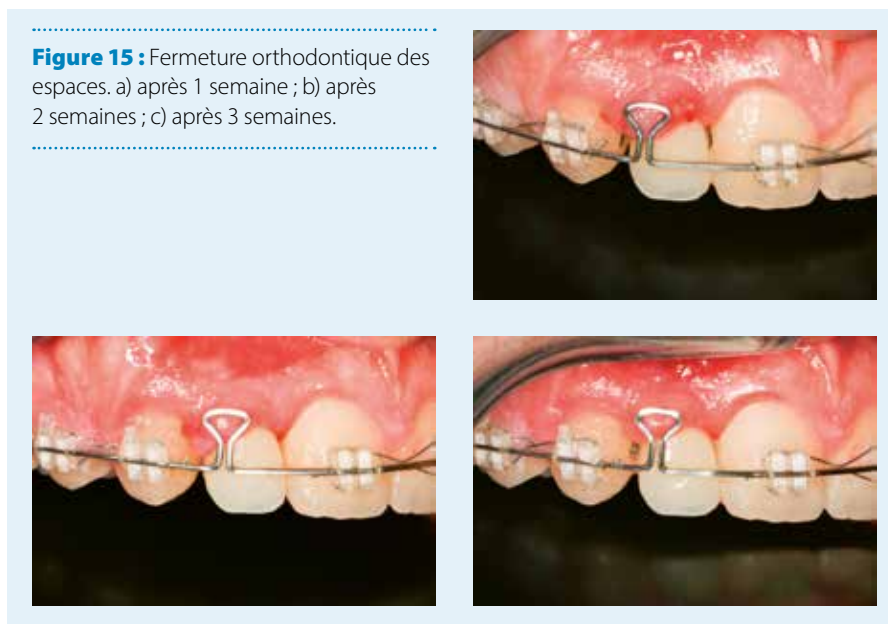 Figure 15 : Fermeture orthodontique des
espaces. a) après 1 semaine ; b) après
2 semaines ; c) après 3 semaines.